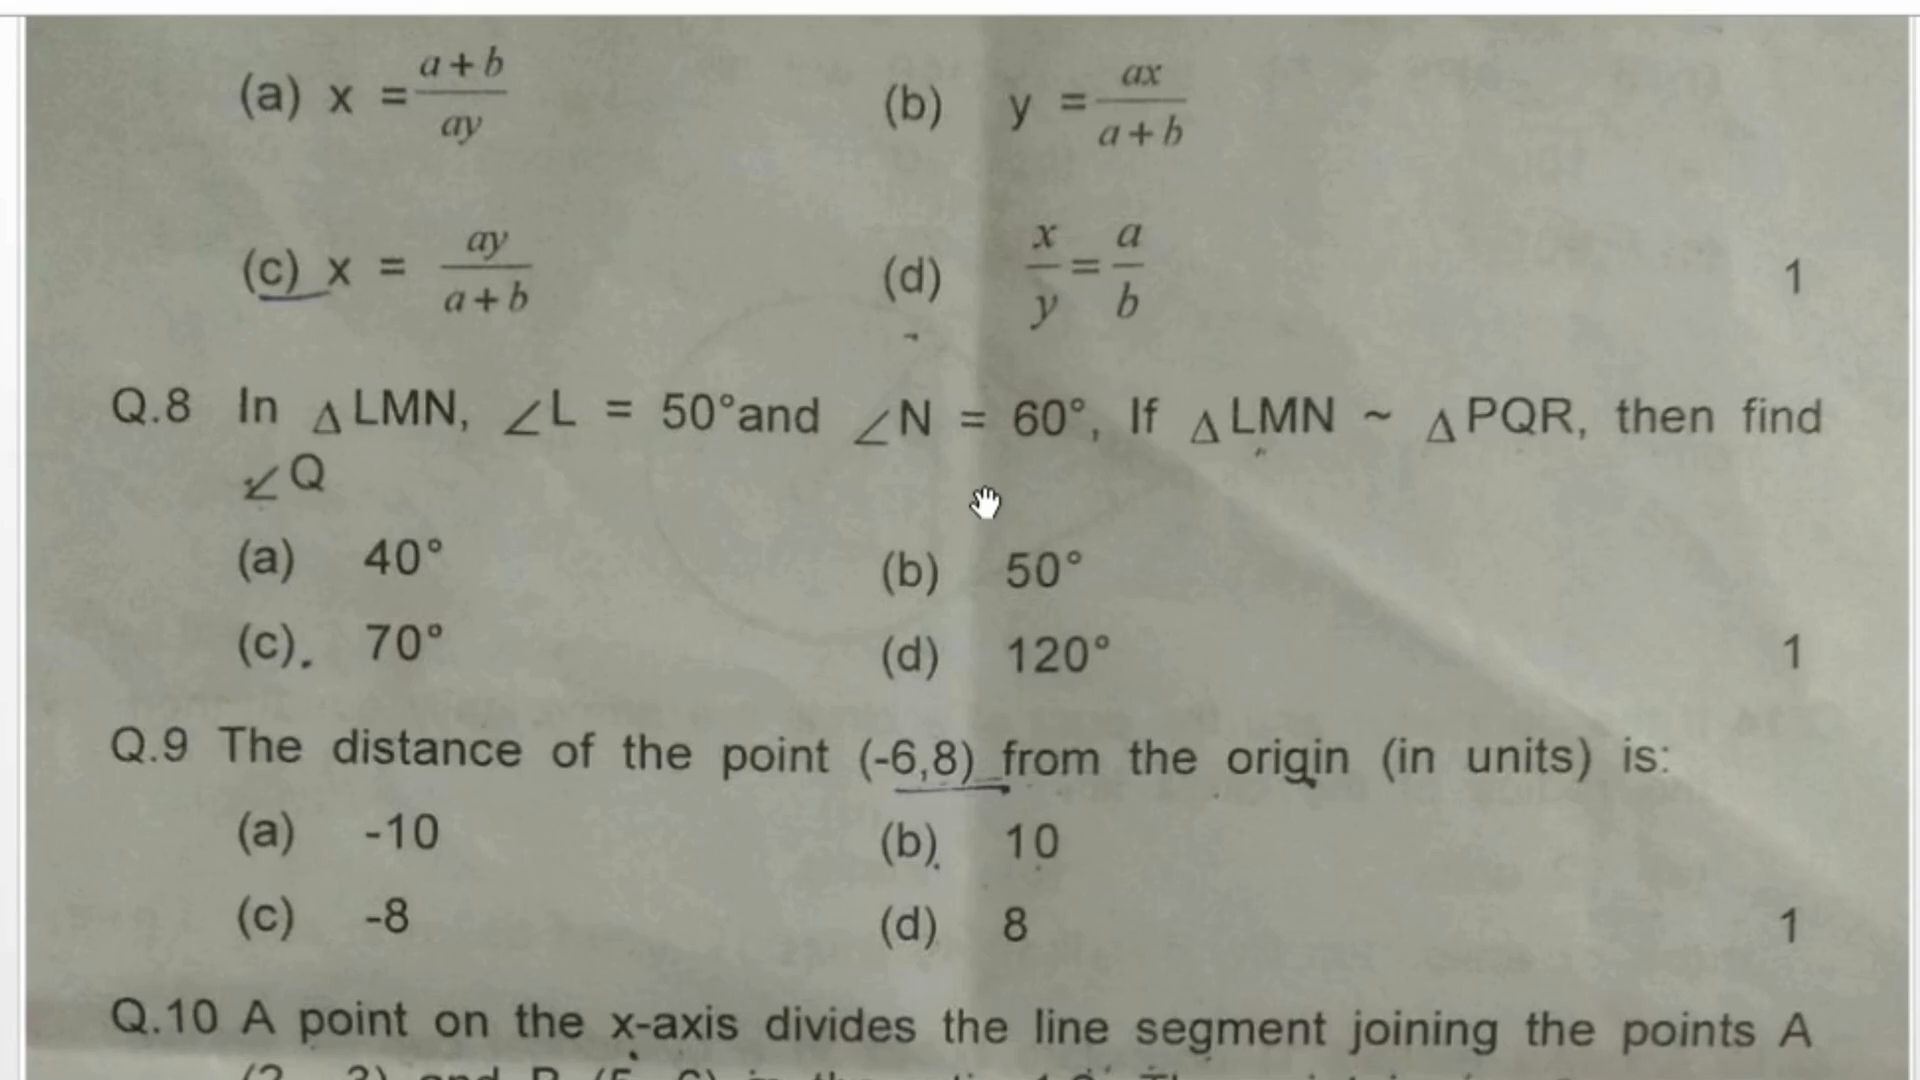 (a) x = a + b / ay (b) y = ax / a + b
(c) x = ay / a + b (d) x / y = a / b 1
Q.8 In Δ LMN, ∠L = 50° and ∠N = 60°, If Δ LMN ~ Δ PQR, then find
∠Q
(a) 40° (b) 50°
(c). 70° (d) 120° 1
Q.9 The distance of the point (-6,8) from the origin (in units) is:
(a) -10 (b) 10
(c) -8 (d) 8 1
Q.10 A point on the x-axis divides the line segment joining the points A